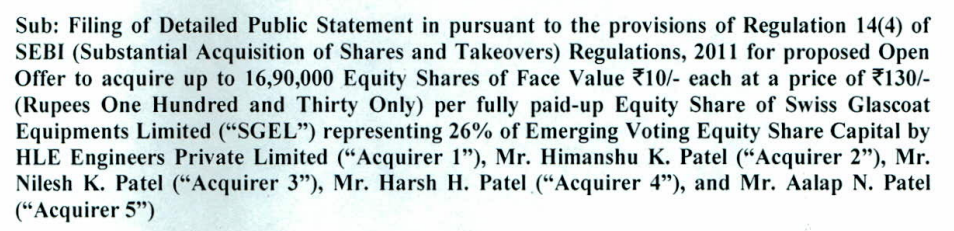 Sub: Filing of Detailed Public Statement in pursuant to the provisions of Regulation 14(4) of
SEBI (Substantial Acquisition of Shares and Takeovers) Regulations, 2011 for proposed Open
Offer to acquire up to 16,90,000 Equity Shares of Face Value ₹10/- each at a price of ₹130/-
(Rupees One Hundred and Thirty Only) per fully paid-up Equity Share of Swiss Glascoat
Equipments Limited (“SGEL”) representing 26% of Emerging Voting Equity Share Capital by
HLE Engineers Private Limited (“Acquirer 1”), Mr. Himanshu K. Patel (“Acquirer 2”), Mr.
Nilesh K. Patel (“Acquirer 3”), Mr. Harsh H. Patel (“Acquirer 4”), and Mr. Aalap N. Patel
(“Acquirer 5”)